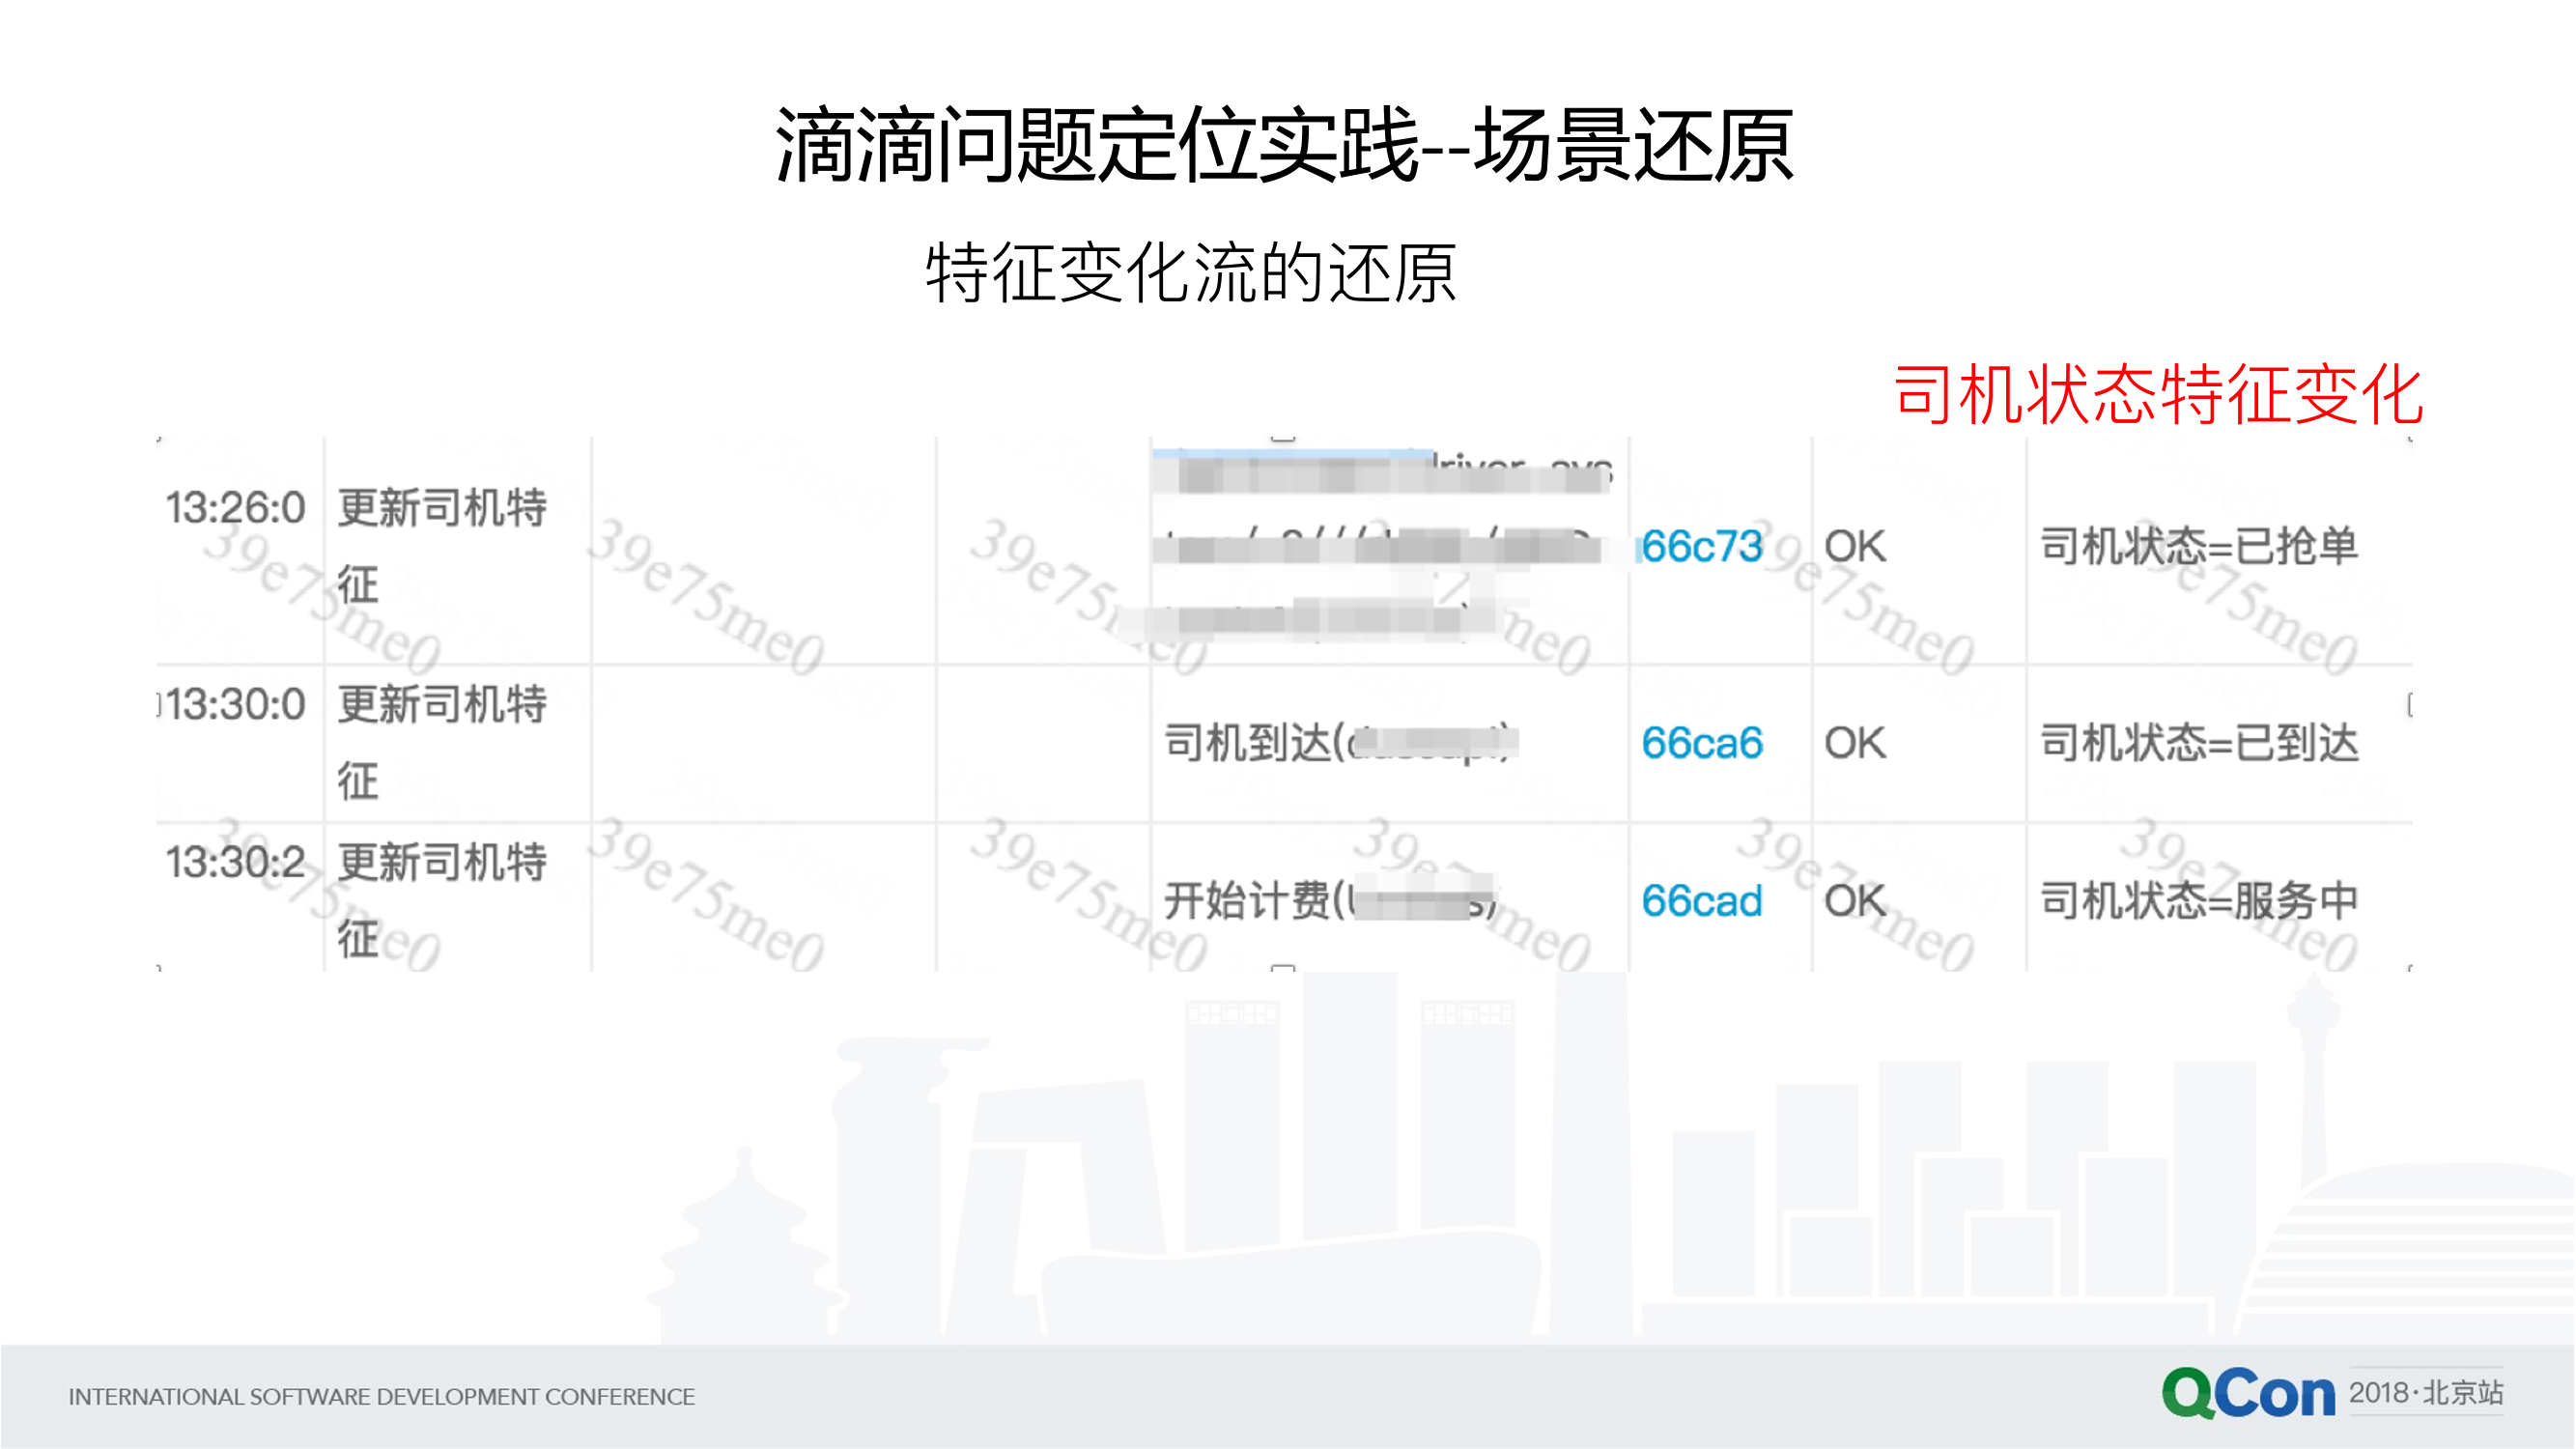 滴滴问题定位实践--场景还原
特征变化流的还原
司机状态特征变化
13:26:0 更新司机特征 66c73 OK 司机状态=已抢单
13:30:0 更新司机特征 司机到达( 66ca6 OK 司机状态=已到达
13:30:2 更新司机特征 开始计费( 66cad OK 司机状态=服务中
39e75me0
INTERNATIONAL SOFTWARE DEVELOPMENT CONFERENCE
QCon 2018·北京站